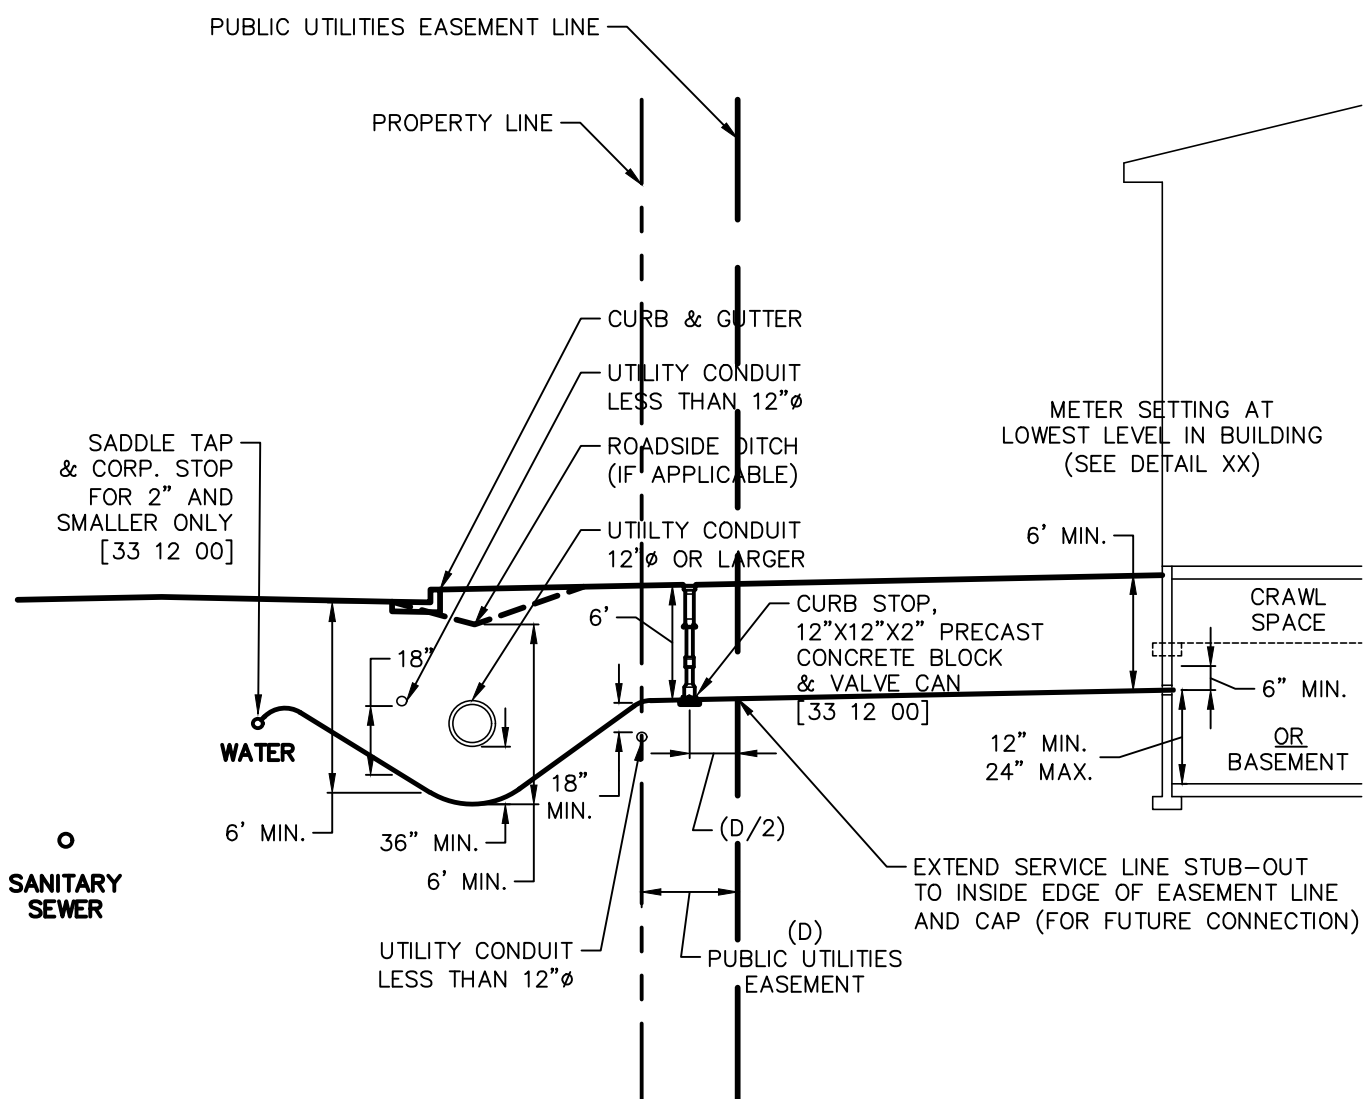 PUBLIC UTILITIES EASEMENT LINE
PROPERTY LINE
CURB & GUTTER
UTILITY CONDUIT
LESS THAN 12"ø
ROADSIDE DITCH
(IF APPLICABLE)
UTIILTY CONDUIT
12"ø OR LARGER
METER SETTING AT
LOWEST LEVEL IN BUILDING
(SEE DETAIL XX)
SADDLE TAP
& CORP. STOP
FOR 2" AND
SMALLER ONLY
[33 12 00]
6' MIN.
6'
CURB STOP,
12"X12"X2" PRECAST
CONCRETE BLOCK
& VALVE CAN
[33 12 00]
CRAWL
SPACE
18"
6" MIN.
WATER
OR
BASEMENT
12" MIN.
24" MAX.
18"
MIN.
6' MIN.
36" MIN.
(D/2)
6' MIN.
SANITARY
SEWER
EXTEND SERVICE LINE STUB-OUT
TO INSIDE EDGE OF EASEMENT LINE
AND CAP (FOR FUTURE CONNECTION)
UTILITY CONDUIT
LESS THAN 12"ø
(D)
PUBLIC UTILITIES
EASEMENT